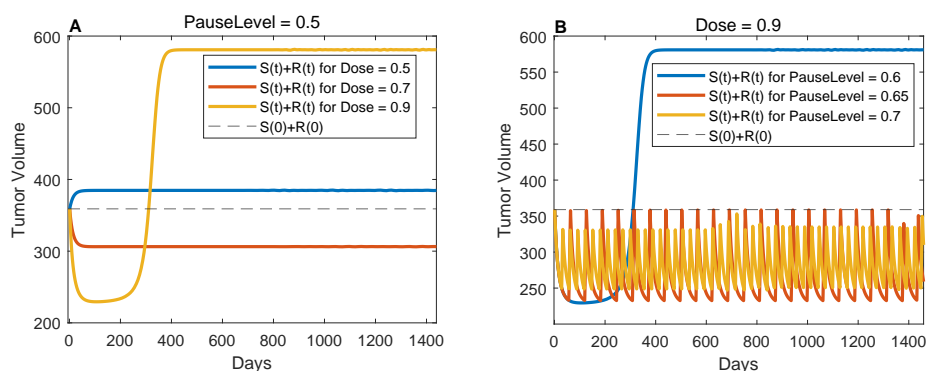 A
PauseLevel = 0.5
600
500
400
300
200
Tumor Volume
S(t)+R(t) for Dose = 0.5
S(t)+R(t) for Dose = 0.7
S(t)+R(t) for Dose = 0.9
S(0)+R(0)
0 200 400 600 800 1000 1200 1400
Days
B
Dose = 0.9
600
550
500
450
400
350
300
250
Tumor Volume
S(t)+R(t) for PauseLevel = 0.6
S(t)+R(t) for PauseLevel = 0.65
S(t)+R(t) for PauseLevel = 0.7
S(0)+R(0)
0 200 400 600 800 1000 1200 1400
Days